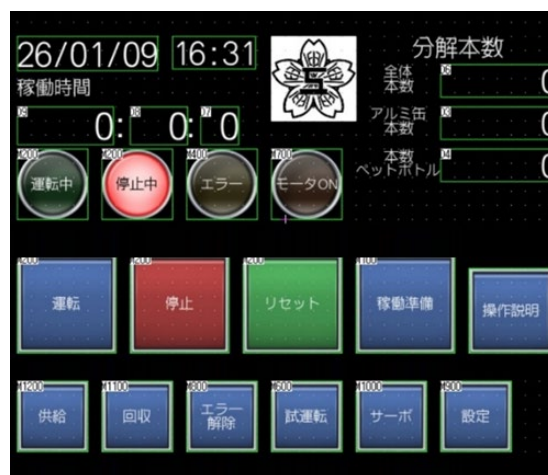 26/01/09 16:31
分解本数
稼働時間
全体
本数
0
0: 0: 0
アルミ缶
本数
0
本数
ペットボトル
0
運転中
停止中
エラー
モータON
運転
停止
リセット
稼働準備
操作説明
供給
回収
エラー
解除
試運転
サーボ
設定